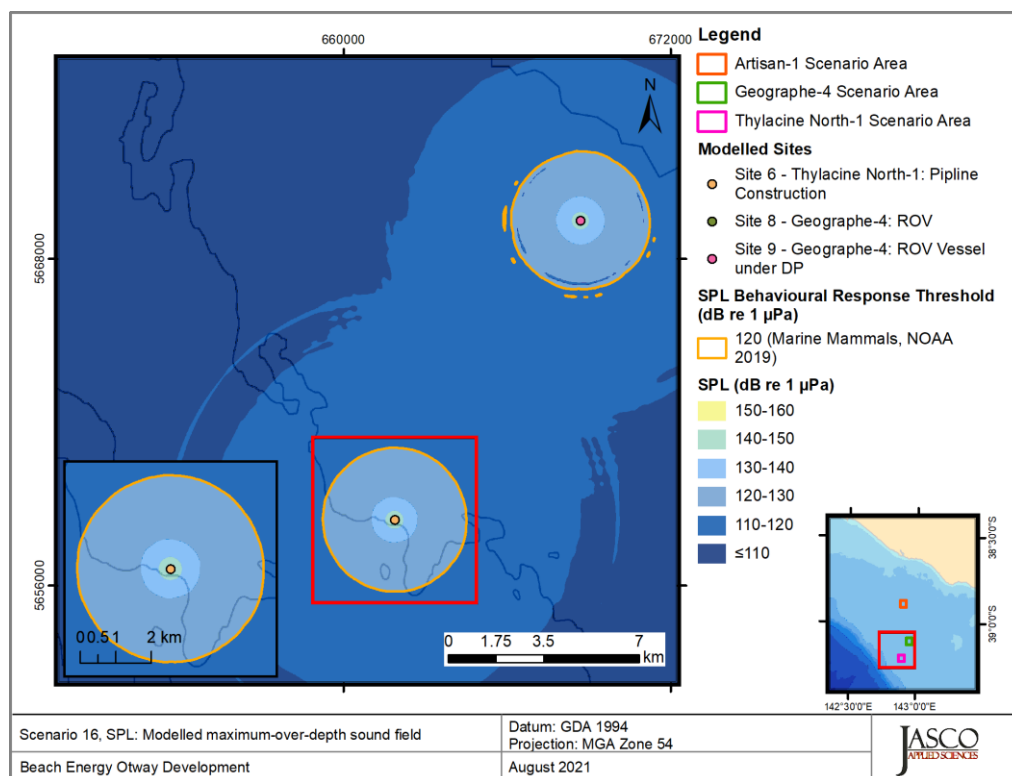 660000
672000
5668000
5656000
N
0 0.5 1 2 km
0 1.75 3.5 7
km
Legend
Artisan-1 Scenario Area
Geographe-4 Scenario Area
Thylacine North-1 Scenario Area
Modelled Sites
Site 6 - Thylacine North-1: Pipline
Construction
Site 8 - Geographe-4: ROV
Site 9 - Geographe-4: ROV Vessel
under DP
SPL Behavioural Response Threshold
(dB re 1 µPa)
120 (Marine Mammals, NOAA
2019)
SPL (dB re 1 µPa)
150-160
140-150
130-140
120-130
110-120
≤110
38°30'0"S
39°0'0"S
142°30'0"E
143°0'0"E
Scenario 16, SPL: Modelled maximum-over-depth sound field
Datum: GDA 1994
Projection: MGA Zone 54
Beach Energy Otway Development
August 2021
JASCO
APPLIED SCIENCES